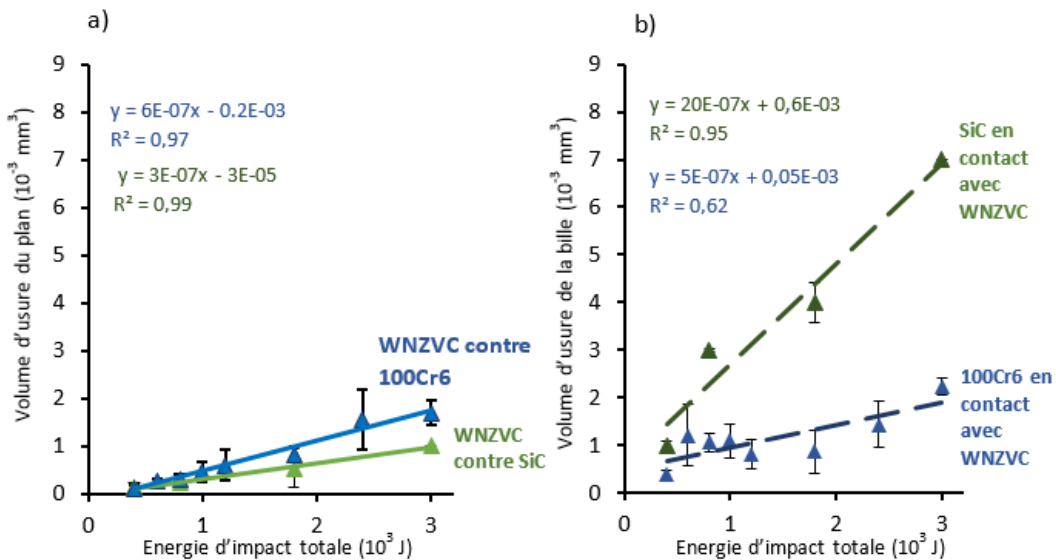 a)
9
8
7
6
5
4
3
2
1
0
Volume d'usure du plan (10⁻³ mm³)
y = 6E-07x - 0.2E-03
R² = 0,97
y = 3E-07x - 3E-05
R² = 0,99
WNZVC contre
100Cr6
WNZVC
contre SiC
0 1 2 3
Energie d'impact totale (10³ J)
b)
9
8
7
6
5
4
3
2
1
0
Volume d'usure de la bille (10⁻³ mm³)
y = 20E-07x + 0,6E-03
R² = 0.95
y = 5E-07x + 0,05E-03
R² = 0,62
SiC en
contact
avec
WNZVC
100Cr6 en
contact
avec
WNZVC
0 1 2 3
Energie d'impact totale (10³ J)